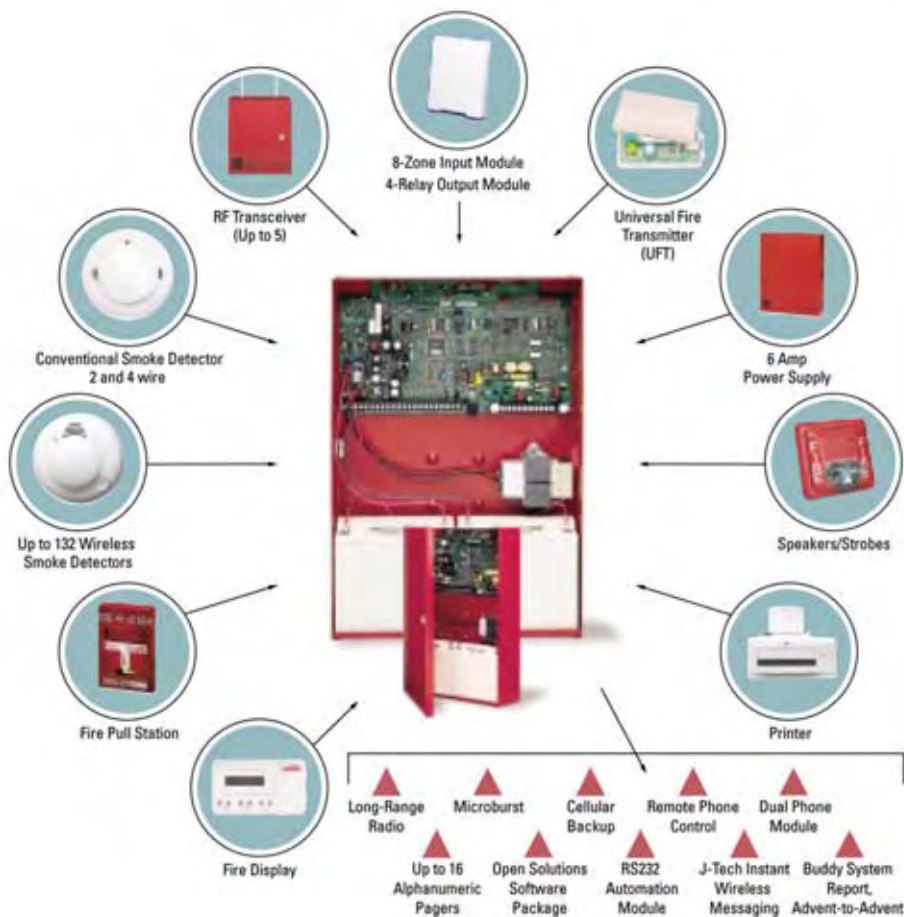 8-Zone Input Module
4-Relay Output Module
RF Transceiver
(Up to 5)
Universal Fire
Transmitter
(UFT)
Conventional Smoke Detector
2 and 4 wire
6 Amp
Power Supply
Up to 132 Wireless
Smoke Detectors
Speakers/Strobes
Fire Pull Station
Printer
Fire Display
Long-Range
Radio
Microburst
Cellular
Backup
Remote Phone
Control
Dual Phone
Module
Up to 16
Alphanumeric
Pagers
Open Solutions
Software
Package
RS232
Automation
Module
J-Tech Instant
Wireless
Messaging
Buddy System
Report,
Advent-to-Advent